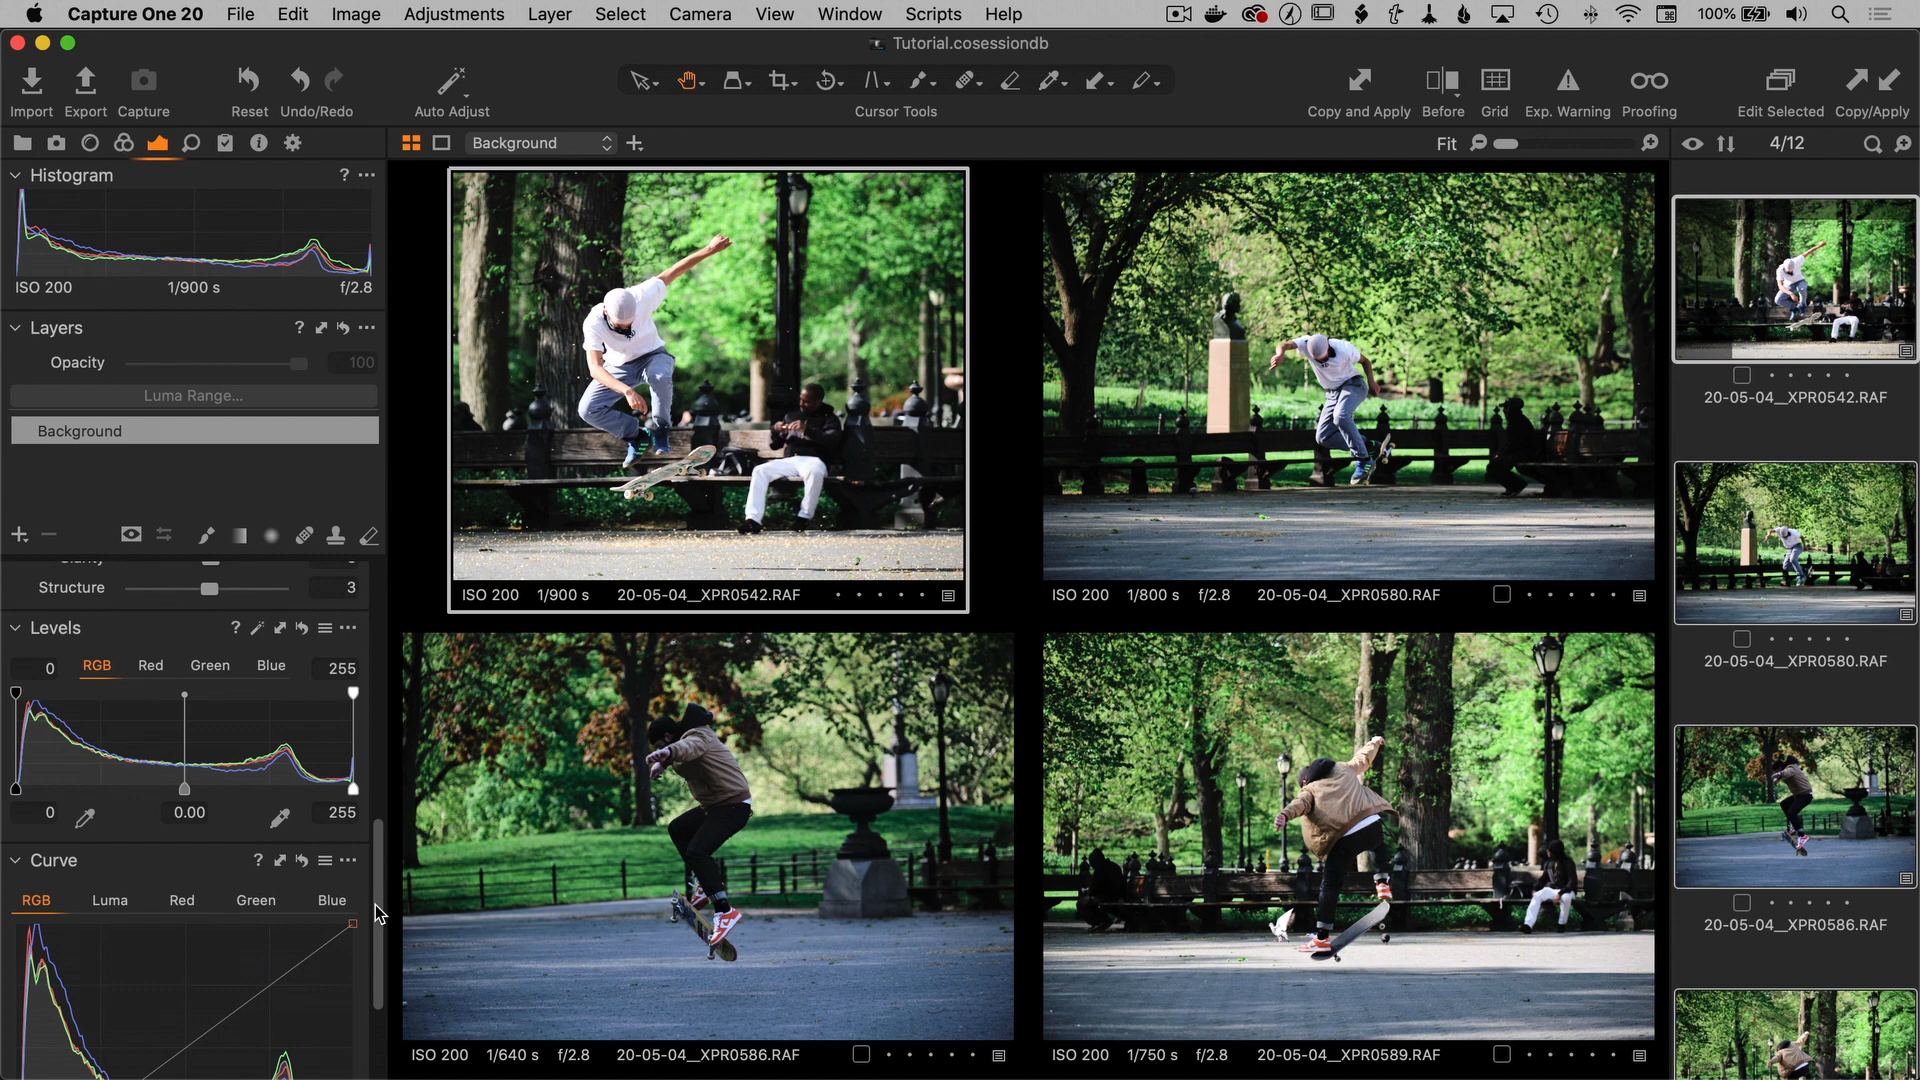 Capture One 20 File Edit Image Adjustments Layer Select Camera View Window Scripts Help 100%
Tutorial.cosessiondb
Import Export Capture Reset Undo/Redo Auto Adjust Cursor Tools Copy and Apply Before Grid Exp. Warning Proofing Edit Selected Copy/Apply
Background Fit 4/12
Histogram
ISO 200 1/900 s f/2.8
Layers
Opacity 100
Luma Range...
Background
Structure 3
Levels
0 RGB Red Green Blue 255
0 0.00 255
Curve
RGB Luma Red Green Blue
ISO 200 1/900 s 20-05-04__XPR0542.RAF
ISO 200 1/800 s f/2.8 20-05-04__XPR0580.RAF
ISO 200 1/640 s f/2.8 20-05-04__XPR0586.RAF
ISO 200 1/750 s f/2.8 20-05-04__XPR0589.RAF
20-05-04__XPR0542.RAF
20-05-04__XPR0580.RAF
20-05-04__XPR0586.RAF